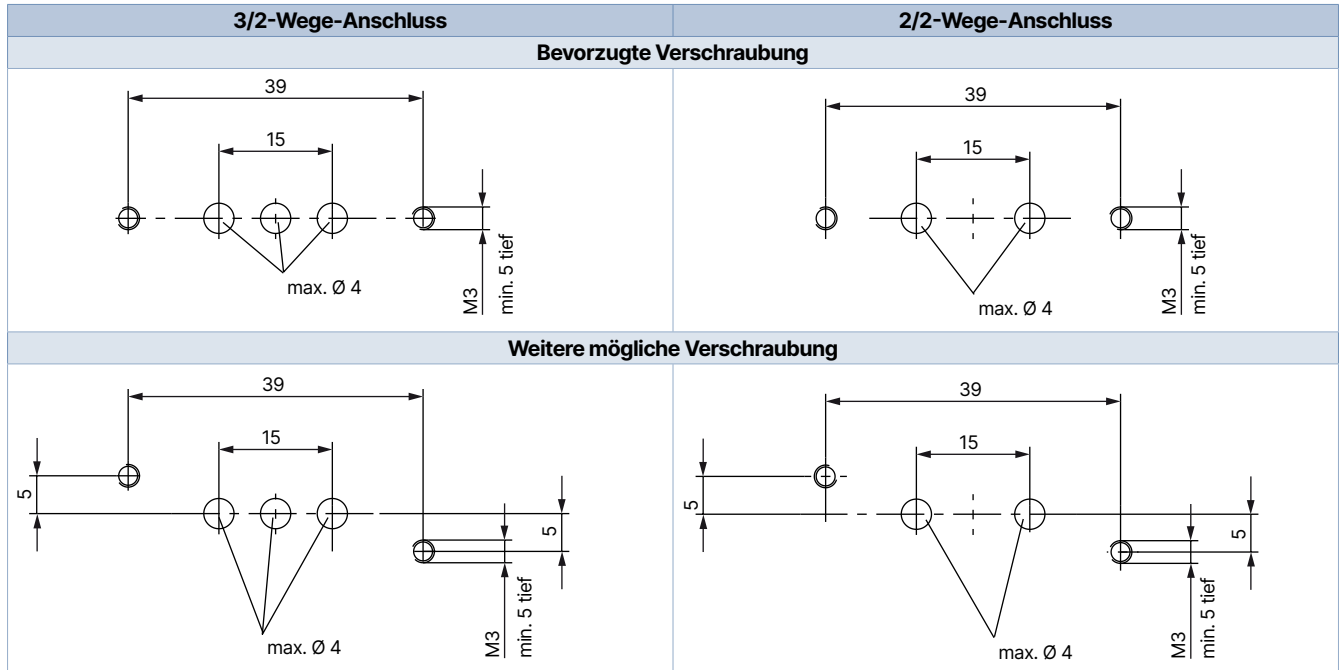 3/2-Wege-Anschluss
2/2-Wege-Anschluss
Bevorzugte Verschraubung
39
15
max. Ø 4
M3
min. 5 tief
39
15
max. Ø 4
M3
min. 5 tief
Weitere mögliche Verschraubung
39
15
5
5
max. Ø 4
M3
min. 5 tief
39
15
5
5
max. Ø 4
M3
min. 5 tief